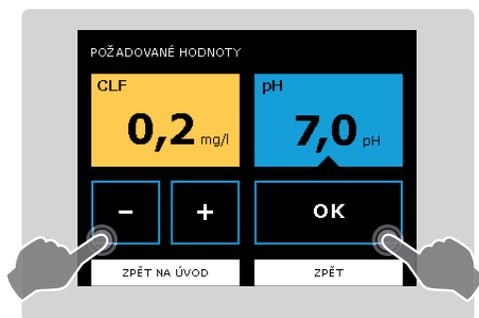 POŽADOVANÉ HODNOTY
CLF
0,2 mg/l
pH
7,0 pH
− + OK
ZPĚT NA ÚVOD ZPĚT